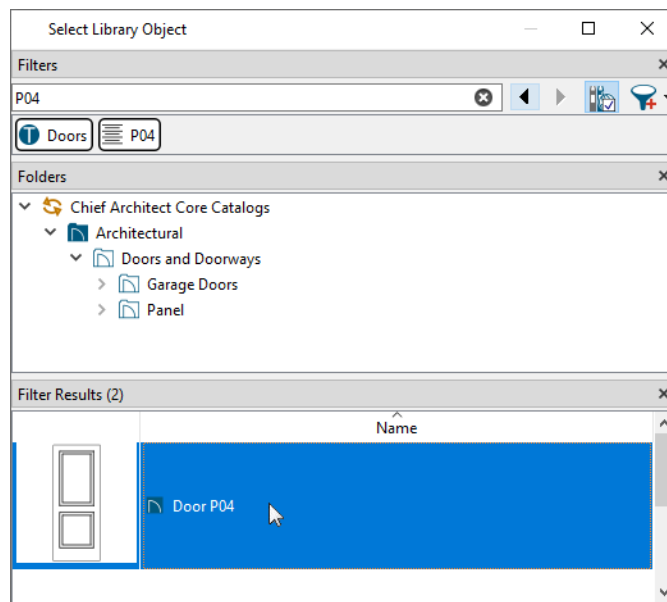 Select Library Object
Filters
P04
Doors P04
Folders
Chief Architect Core Catalogs
Architectural
Doors and Doorways
Garage Doors
Panel
Filter Results (2)
Name
Door P04